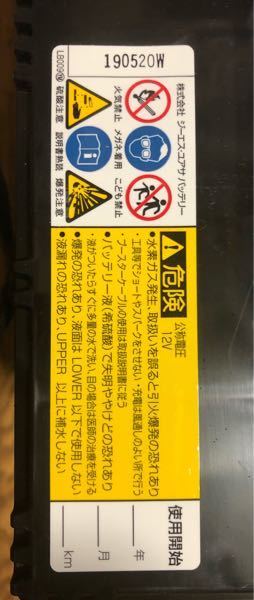 190520W
LB009⑲
株式会社 ジーエス・ユアサ バッテリー
火気禁止 メガネ着用 こども禁止
硫酸注意 説明書熟読 爆発注意
危険
公称電圧
12V
・水素ガス発生、取扱いを誤ると引火爆発の恐れあり
・工具等でショートやスパークをさせない・充電は風通しのよい所で行う
・ブースターケーブルの使用は取扱説明書に従う
・バッテリー液(希硫酸)で失明ややけどの恐れあり
・液がついたらすぐに多量の水で洗い、目の場合は医師の治療を受ける
・爆発の恐れあり、液面は LOWER 以下で使用しない
・液漏れの恐れあり、UPPER 以上に補水しない
使用開始
年
月
km